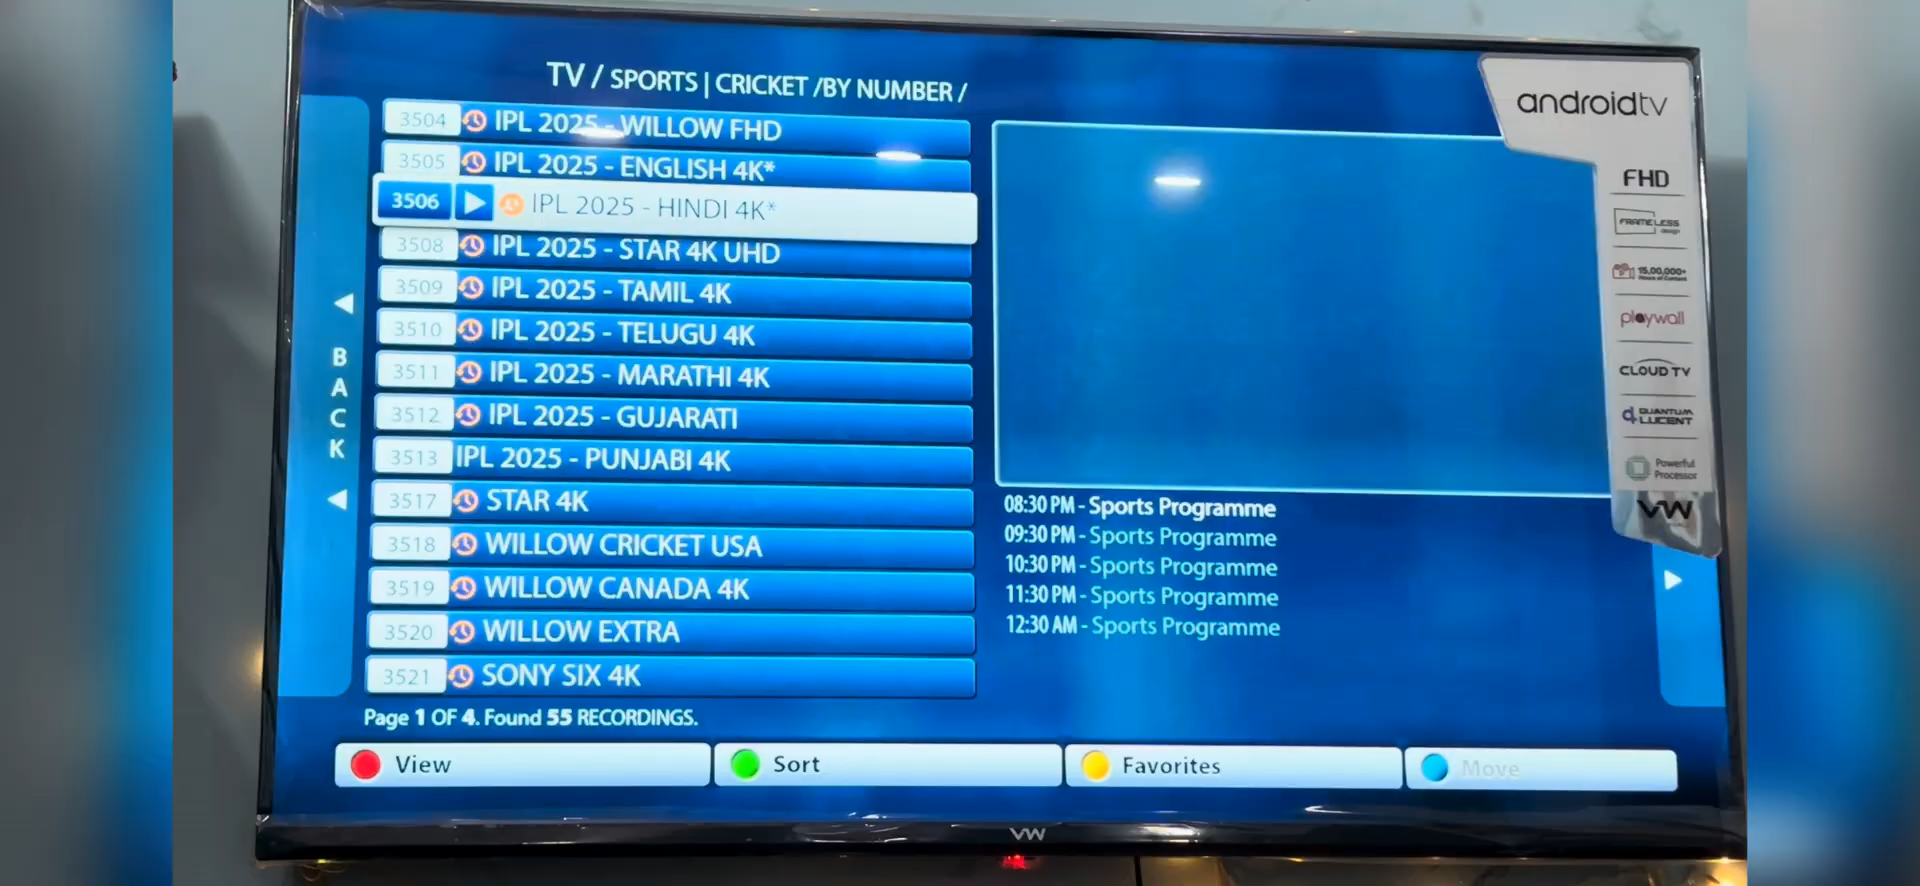 TV / SPORTS | CRICKET /BY NUMBER /
3504 IPL 2025 - WILLOW FHD
3505 IPL 2025 - ENGLISH 4K*
3506 IPL 2025 - HINDI 4K*
3508 IPL 2025 - STAR 4K UHD
3509 IPL 2025 - TAMIL 4K
3510 IPL 2025 - TELUGU 4K
3511 IPL 2025 - MARATHI 4K
3512 IPL 2025 - GUJARATI
3513 IPL 2025 - PUNJABI 4K
3517 STAR 4K
3518 WILLOW CRICKET USA
3519 WILLOW CANADA 4K
3520 WILLOW EXTRA
3521 SONY SIX 4K
BACK
Page 1 OF 4. Found 55 RECORDINGS.
08:30 PM - Sports Programme
09:30 PM - Sports Programme
10:30 PM - Sports Programme
11:30 PM - Sports Programme
12:30 AM - Sports Programme
View
Sort
Favorites
Move
androidtv
FHD
FRAMELESS
design
15,00,000+
Hours of Content
playwall
CLOUD TV
QUANTUM
LUCENT
Powerful
Processor
VW
VW